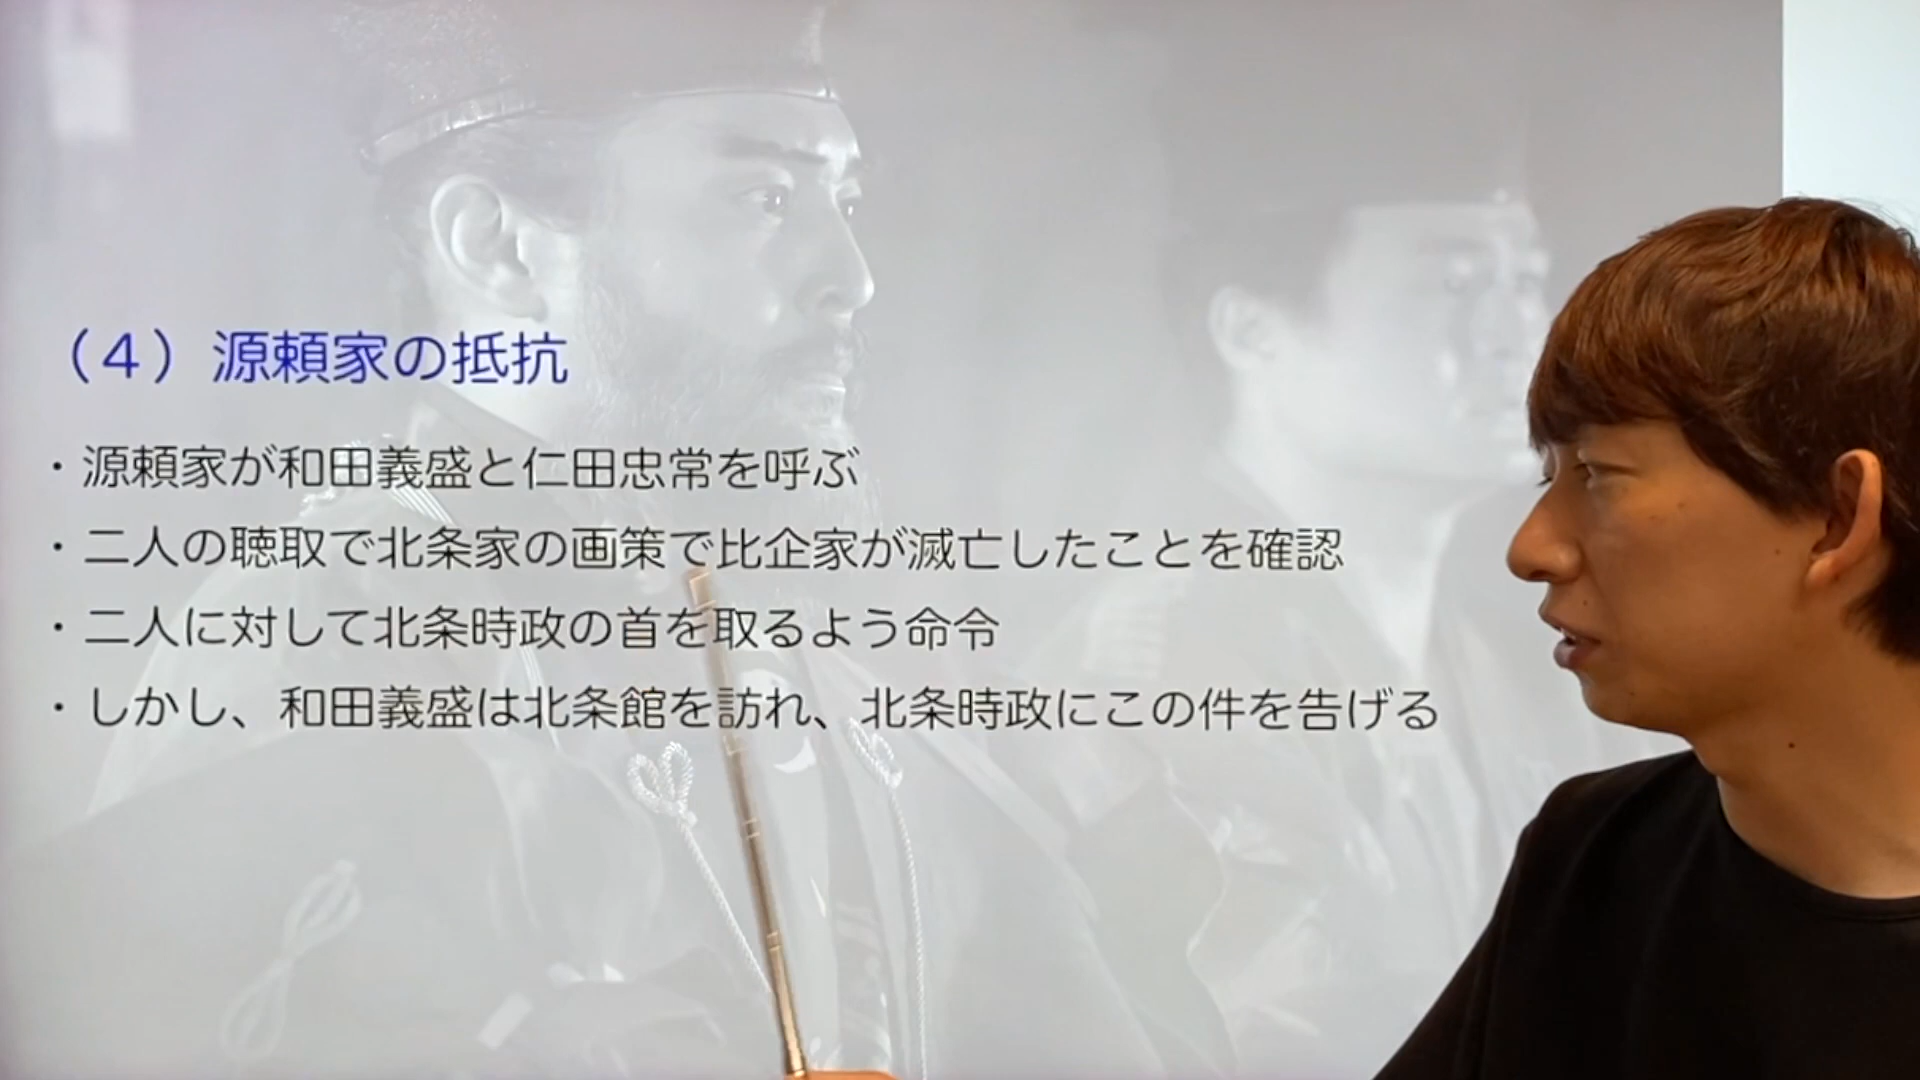 （４）源頼家の抵抗
・源頼家が和田義盛と仁田忠常を呼ぶ
・二人の聴取で北条家の画策で比企家が滅亡したことを確認
・二人に対して北条時政の首を取るよう命令
・しかし、和田義盛は北条館を訪れ、北条時政にこの件を告げる